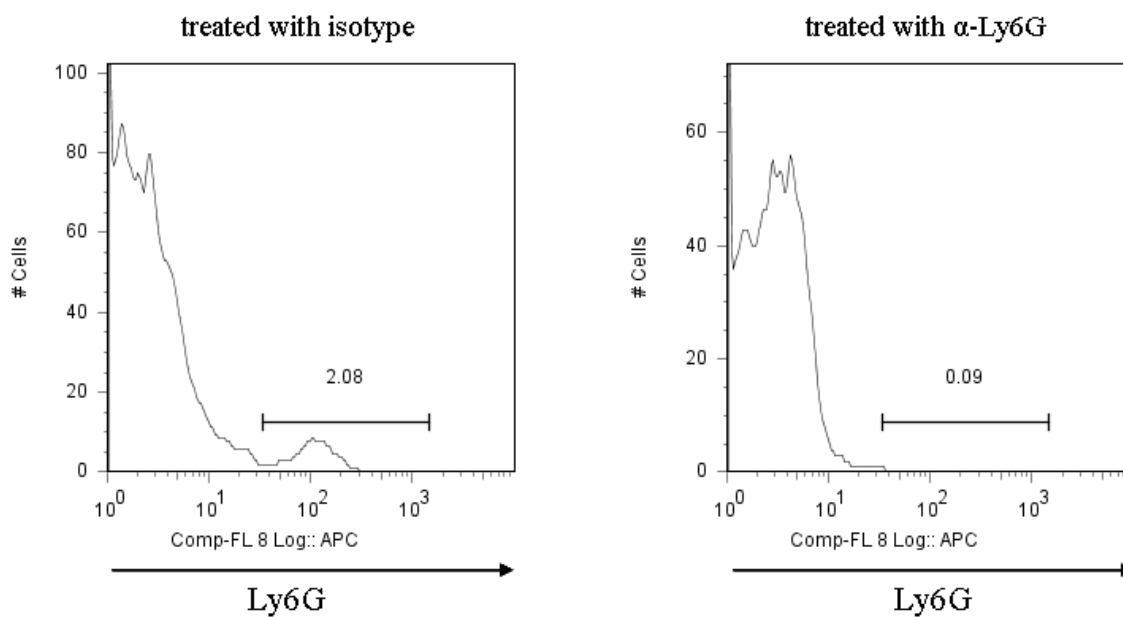 treated with isotype
100
80
60
40
20
0
# Cells
2.08
10^0 10^1 10^2 10^3
Comp-FL 8 Log:: APC
Ly6G
treated with α-Ly6G
60
40
20
0
# Cells
0.09
10^0 10^1 10^2 10^3
Comp-FL 8 Log:: APC
Ly6G